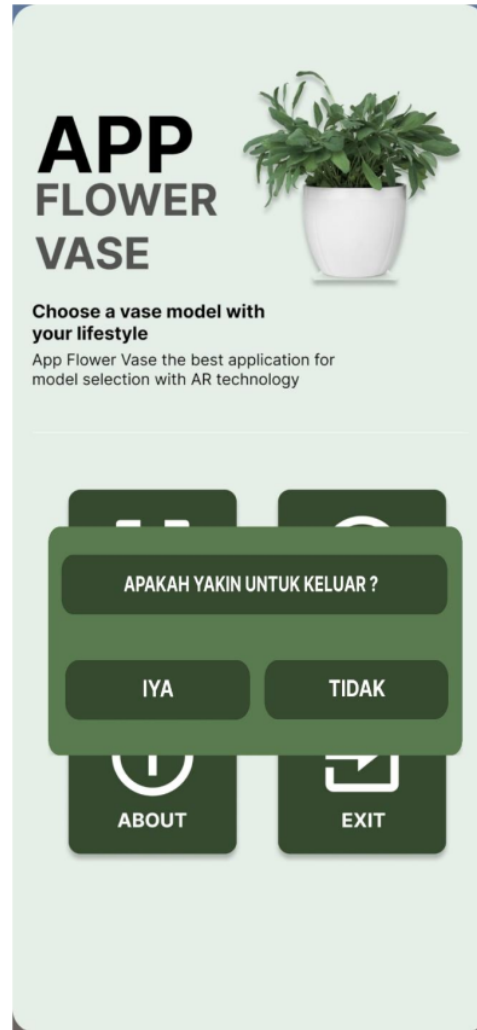 APP
FLOWER
VASE
Choose a vase model with
your lifestyle
App Flower Vase the best application for
model selection with AR technology
APAKAH YAKIN UNTUK KELUAR ?
IYA
TIDAK
ABOUT
EXIT